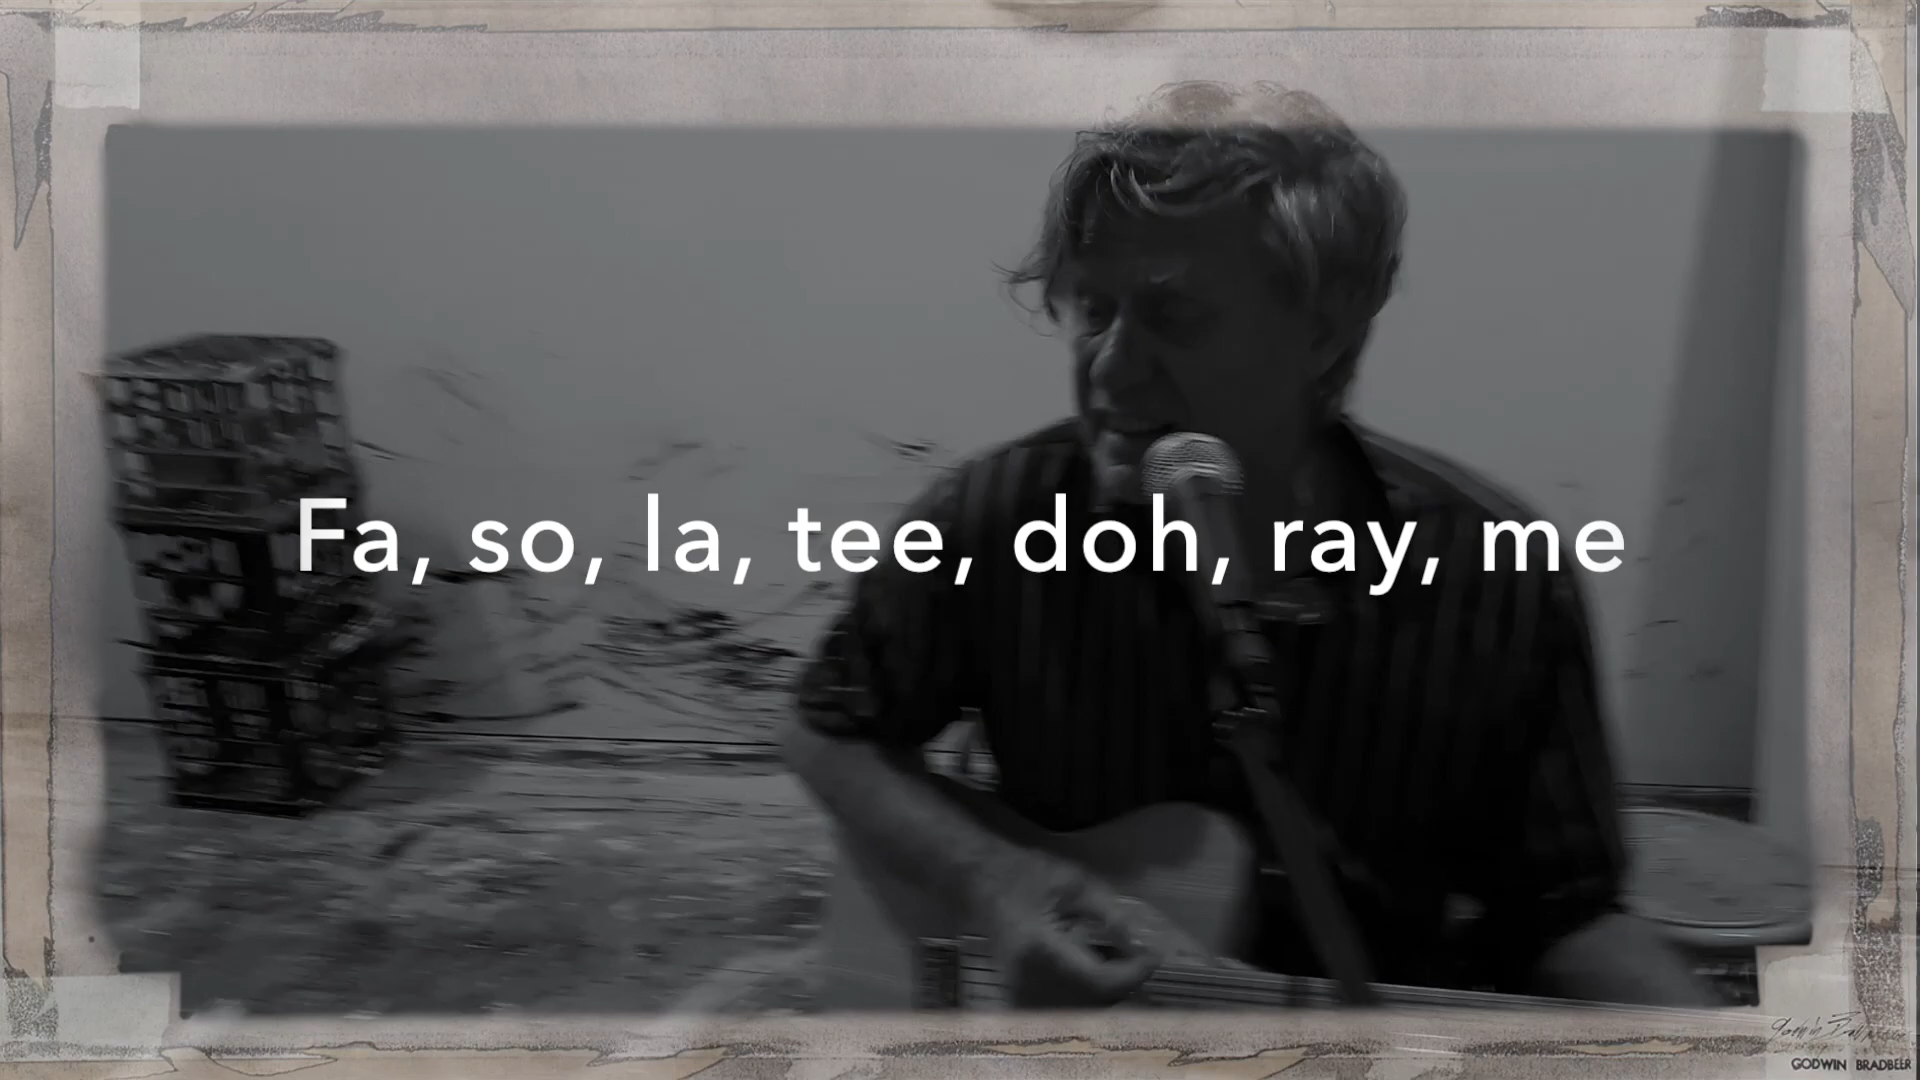 Fa, so, la, tee, doh, ray, me
GODWIN BRADBEER